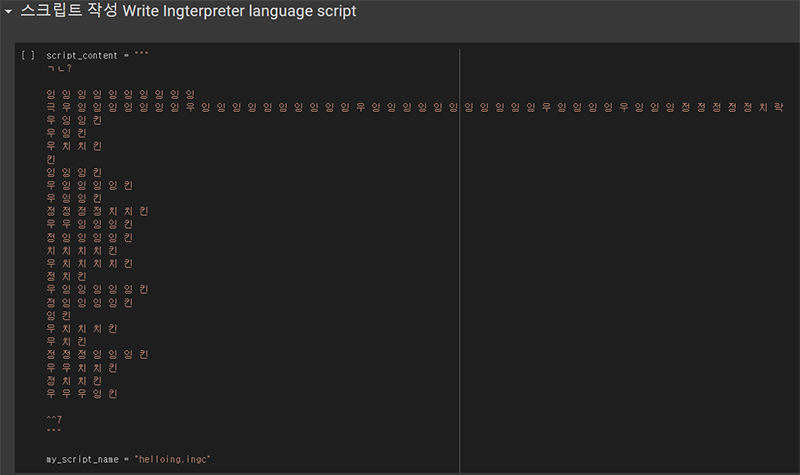 스크립트 작성 Write Ingterpreter language script
[ ] script_content = """
ㄱㄴ?
잉 잉 잉 잉 잉 잉 잉 잉 잉 잉
극 우 잉 잉 잉 잉 잉 잉 잉 우 잉 잉 잉 잉 잉 잉 잉 잉 잉 잉 우 잉 잉 잉 잉 잉 잉 잉 잉 잉 잉 잉 우 잉 잉 잉 잉 우 잉 잉 잉 정 정 정 정 정 치 락
우 잉 잉 킨
우 잉 킨
우 치 치 킨
킨
잉 잉 잉 킨
우 잉 잉 잉 잉 킨
우 잉 잉 킨
정 정 정 정 치 치 킨
우 우 잉 잉 잉 킨
정 잉 잉 잉 잉 킨
치 치 치 치 킨
우 치 치 치 치 킨
정 치 킨
우 잉 잉 잉 잉 잉 킨
정 잉 잉 잉 잉 킨
잉 킨
우 치 치 치 킨
우 치 킨
정 정 정 잉 잉 잉 킨
우 우 치 치 킨
정 치 치 킨
우 우 우 잉 킨
^^7
"""
my_script_name = "helloing.ingc"